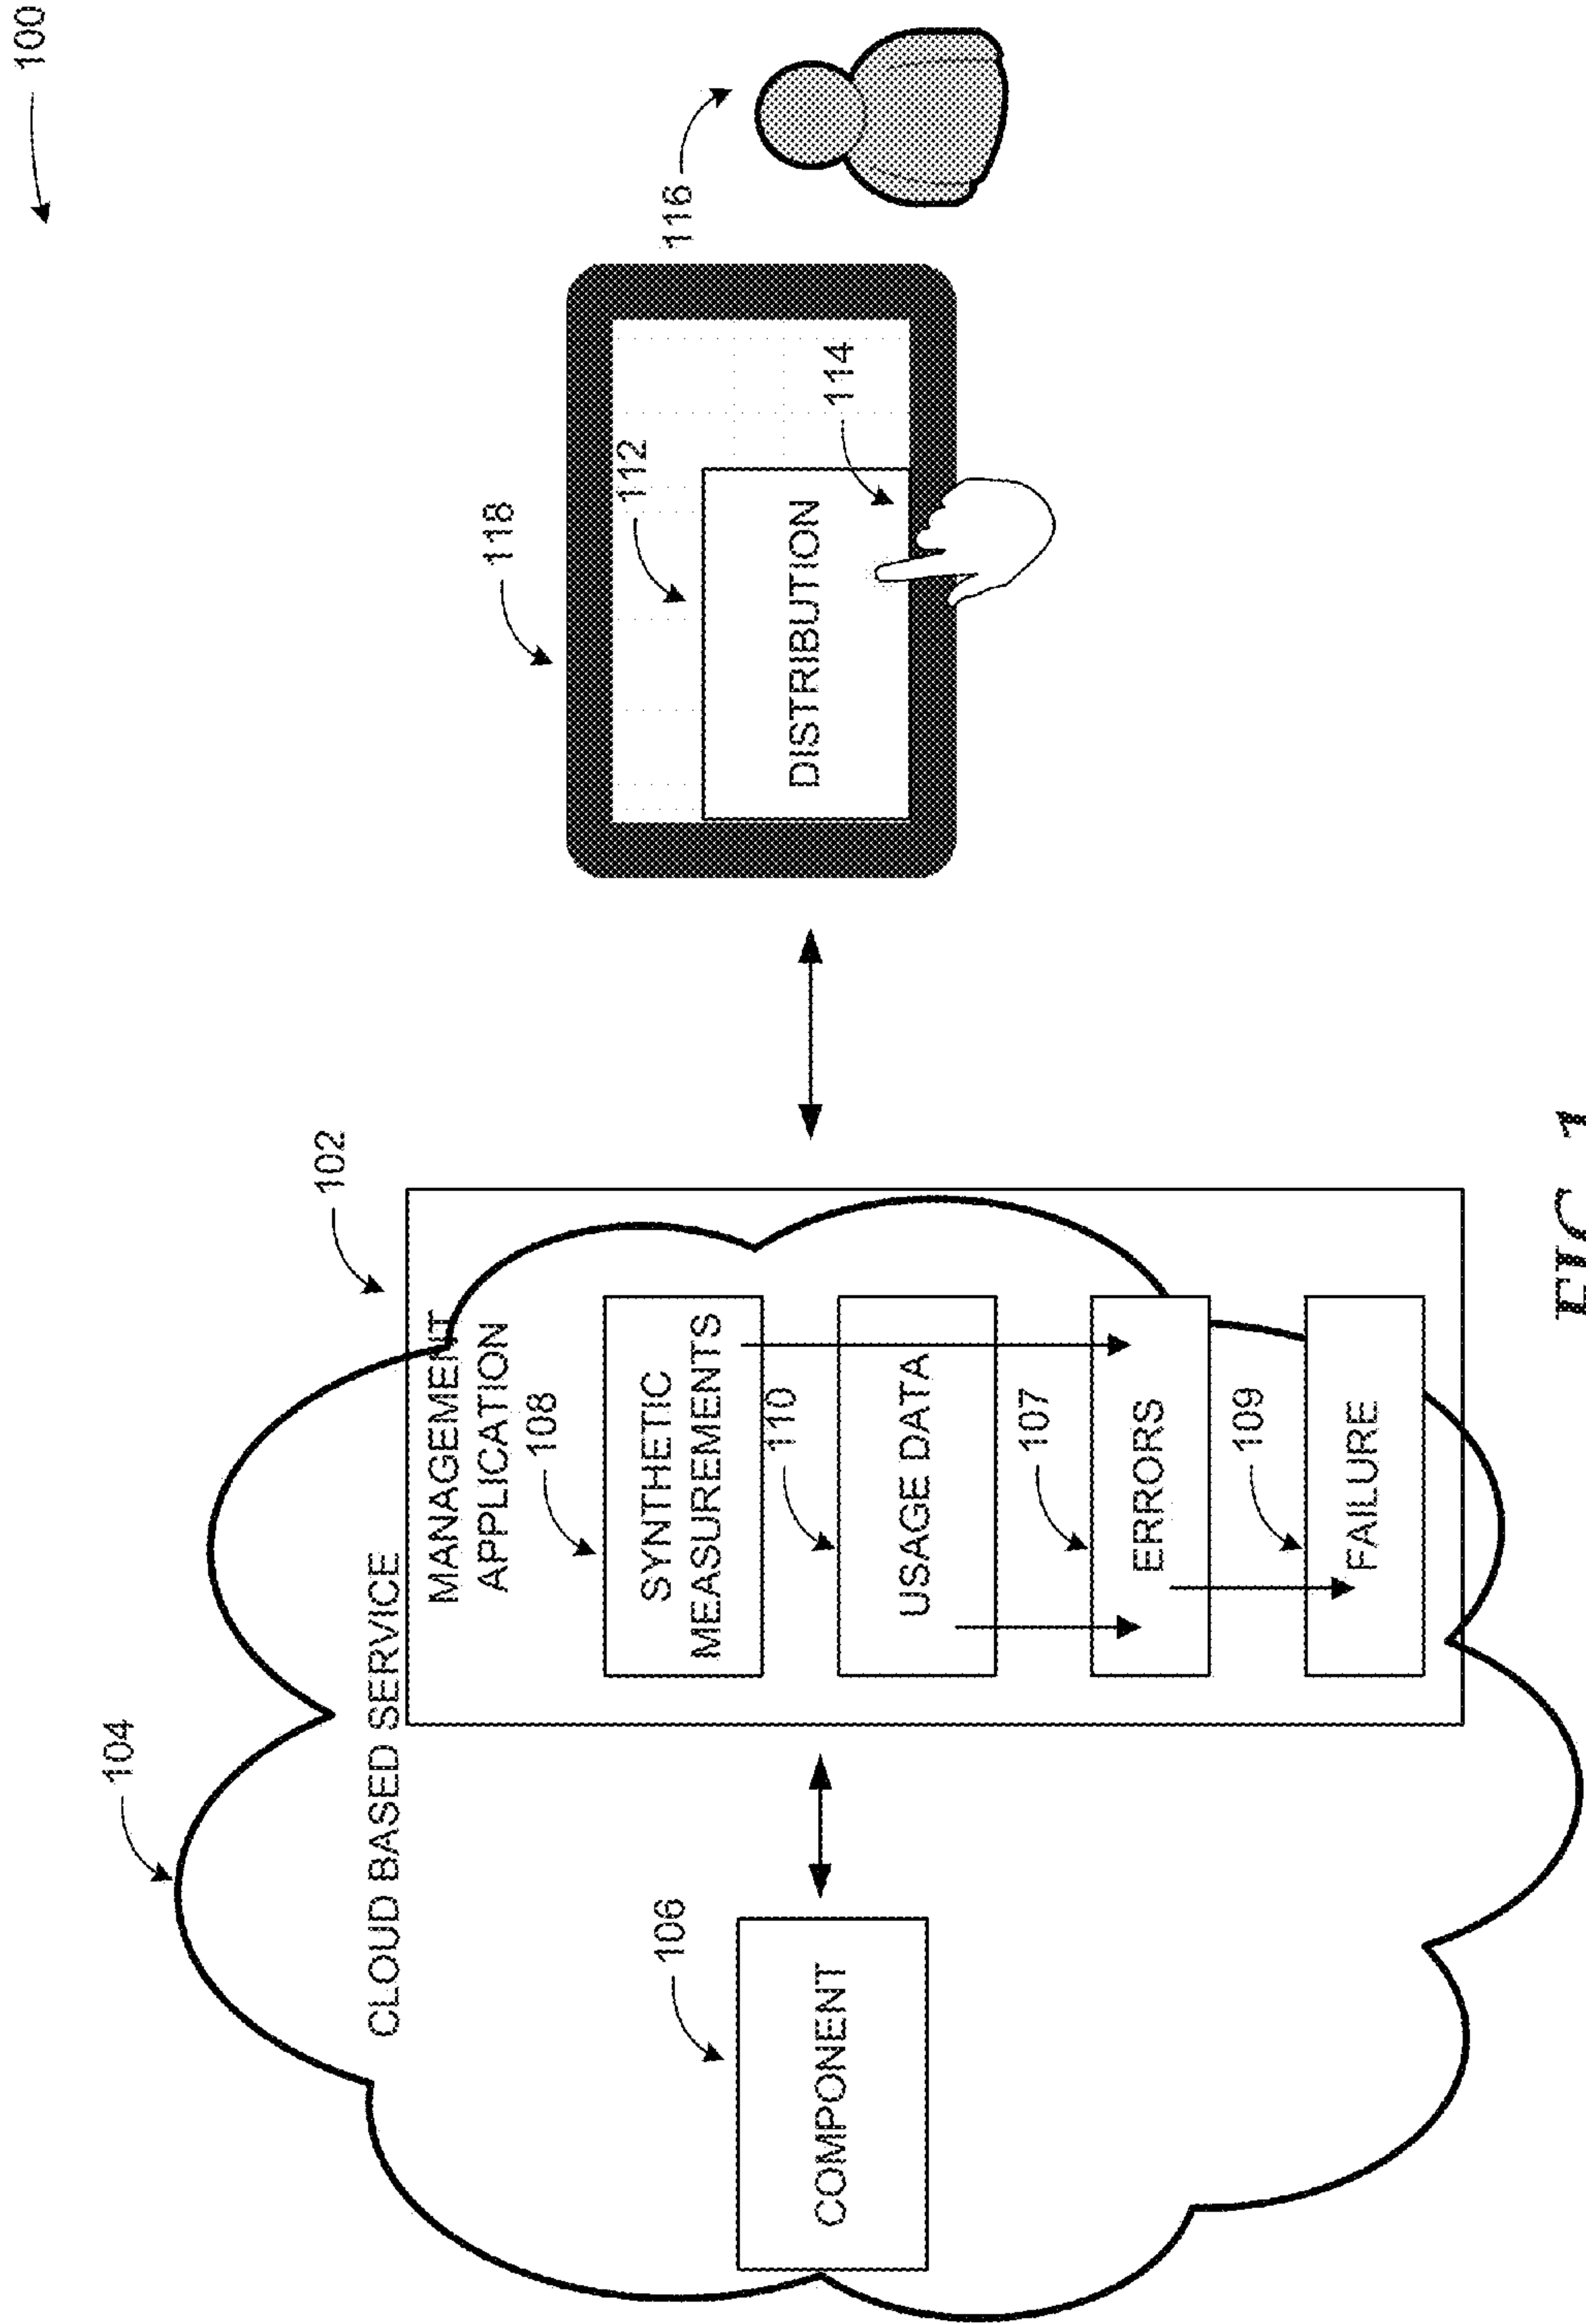 100
104
CLOUD BASED SERVICE
102
MANAGEMENT
APPLICATION
108
SYNTHETIC
MEASUREMENTS
110
USAGE DATA
107
ERRORS
109
FAILURE
106
COMPONENT
118
112
DISTRIBUTION
114
116
FIG. 1